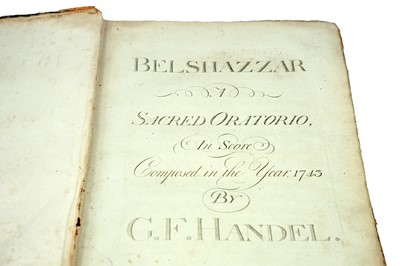 BELSHAZZAR
A
SACRED ORATORIO,
In Score
Composed in the Year, 1743
BY
G.F. HANDEL.